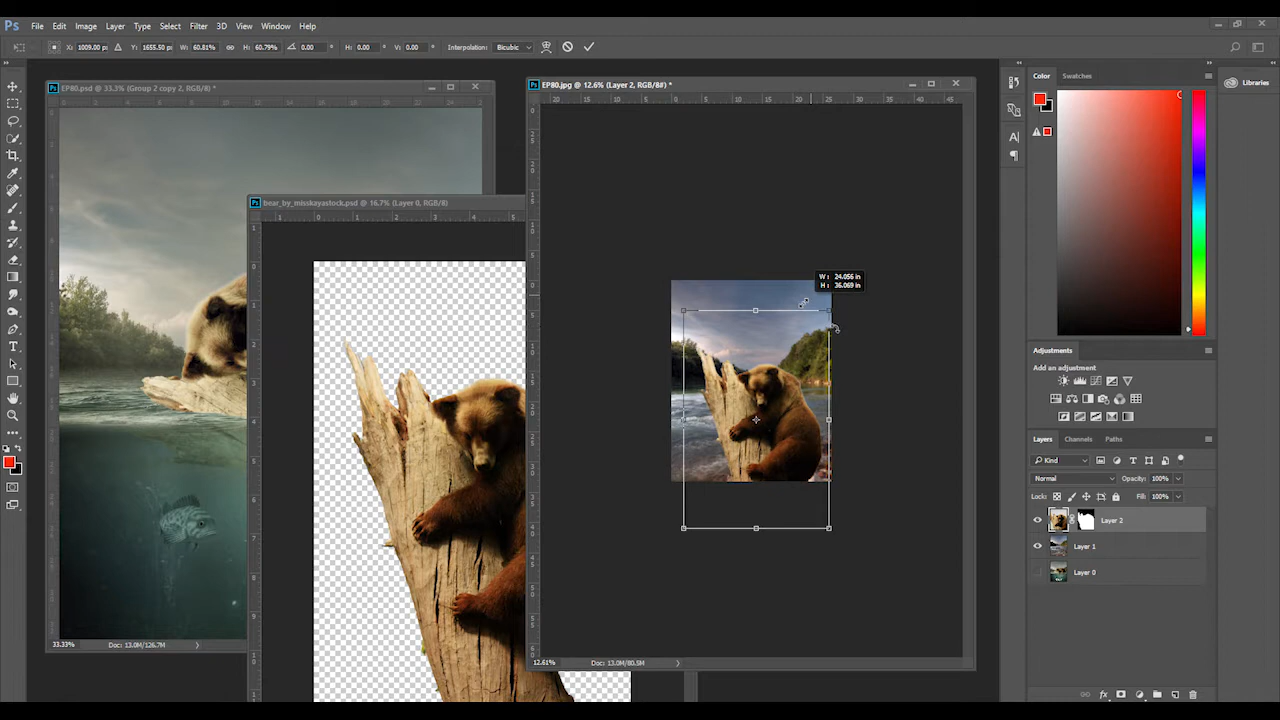 Ps File Edit Image Layer Type Select Filter 3D View Window Help
X: 1009.00 px Y: 1655.50 px W: 60.81% H: 60.79% 0.00 ° H: 0.00 ° V: 0.00 ° Interpolation: Bicubic
EP80.psd @ 33.3% (Group 2 copy 2, RGB/8) *
EP80.jpg @ 12.6% (Layer 2, RGB/8#) *
bear_by_misskayastock.psd @ 16.7% (Layer 0, RGB/8)
W: 24.056 in
H: 36.069 in
33.33% Doc: 13.0M/126.7M
12.61% Doc: 13.0M/80.5M
Color Swatches
Libraries
Adjustments
Add an adjustment
Layers Channels Paths
Kind
Normal Opacity: 100%
Lock: Fill: 100%
Layer 2
Layer 1
Layer 0